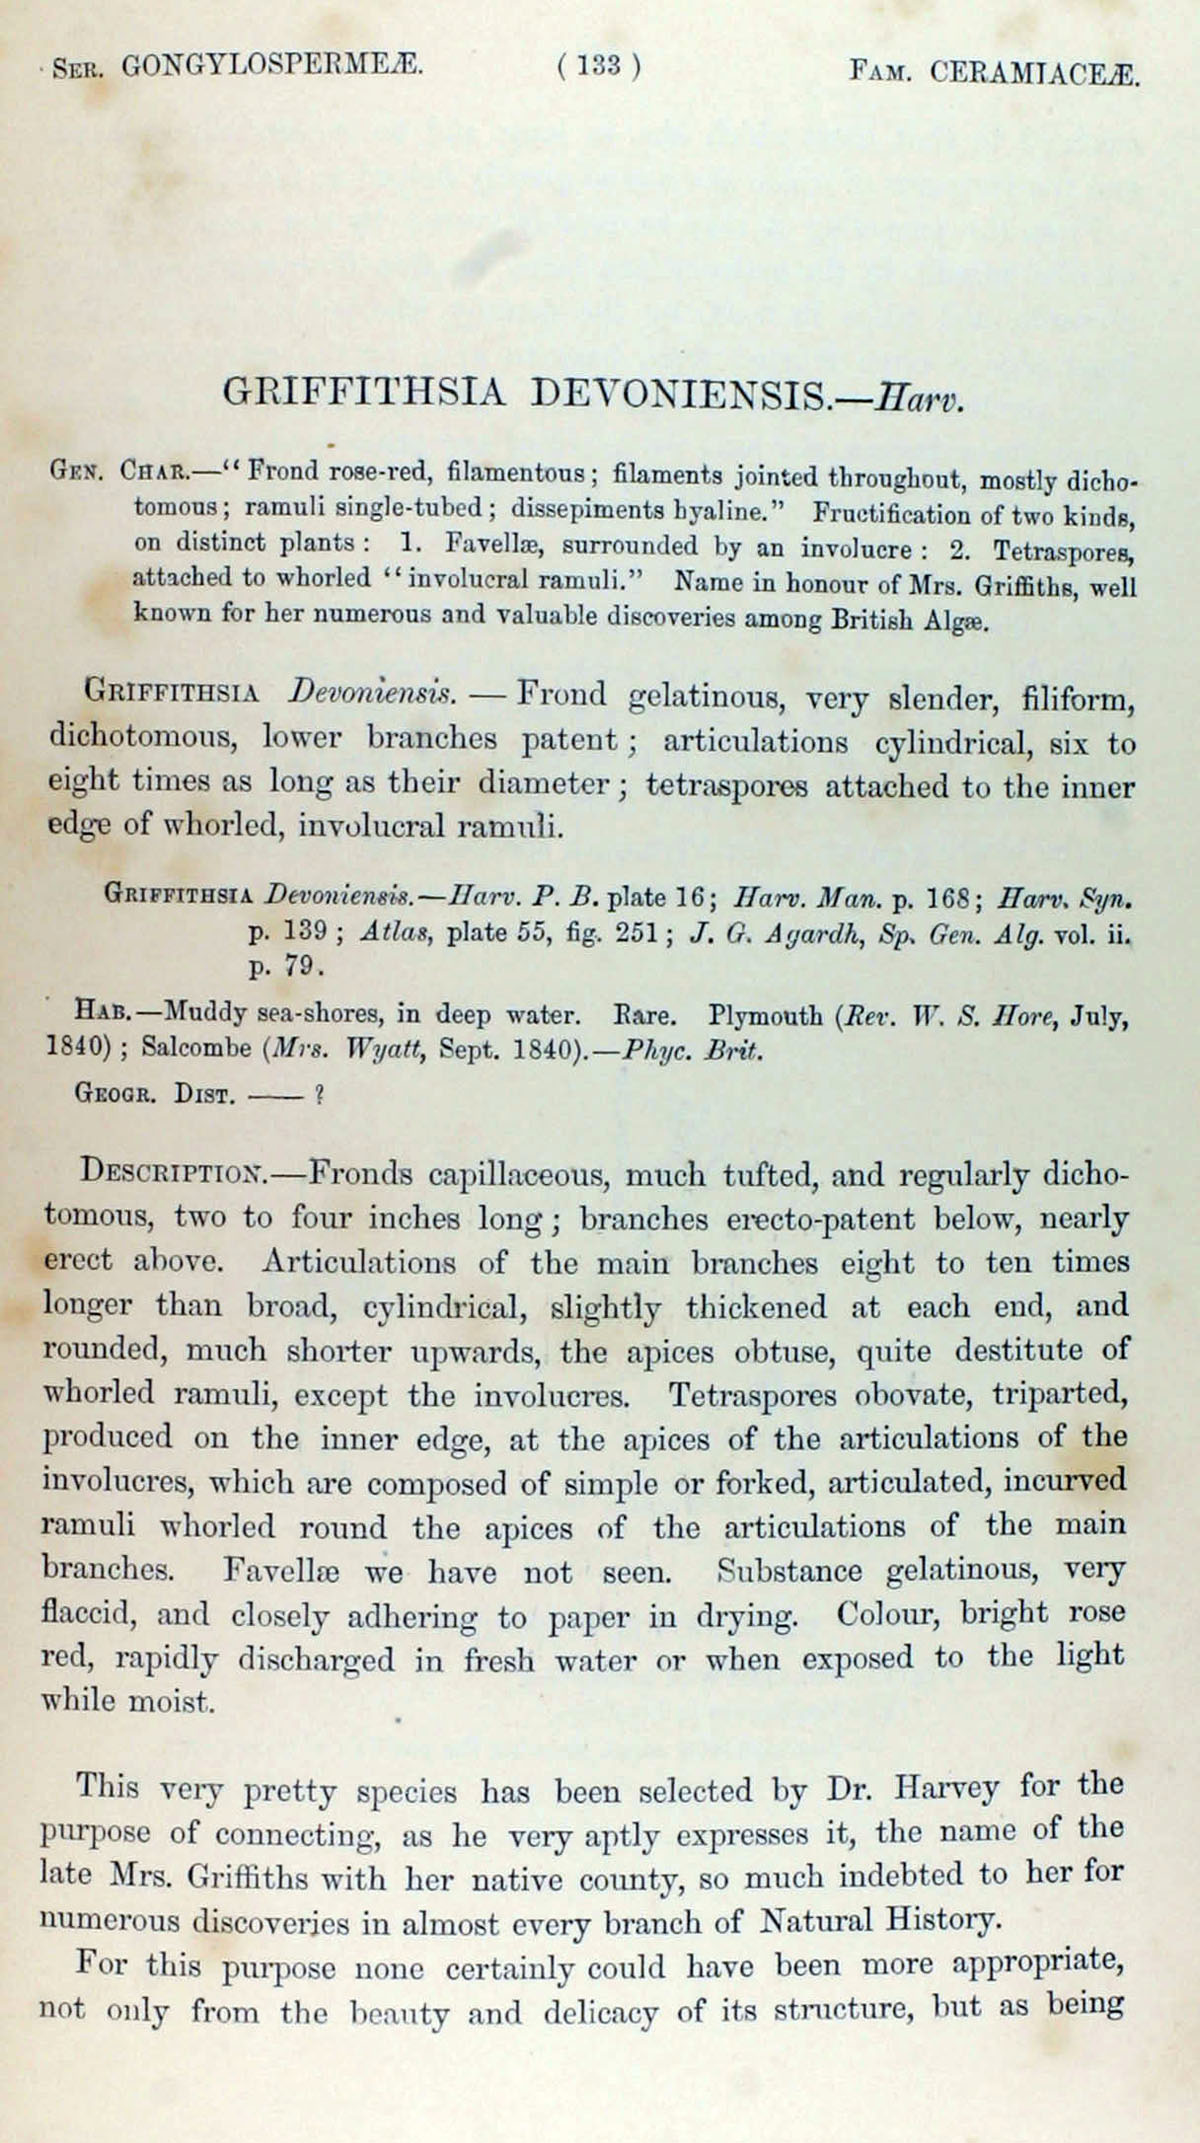 Ser. GONGYLOSPERMEÆ. ( 133 ) Fam. CERAMIACEÆ.
GRIFFITHSIA DEVONIENSIS.—Harv.
Gen. Char.—“ Frond rose-red, filamentous ; filaments jointed throughout, mostly dicho-
tomous ; ramuli single-tubed ; dissepiments hyaline.” Fructification of two kinds,
on distinct plants : 1. Favellæ, surrounded by an involucre : 2. Tetraspores,
attached to whorled “ involucral ramuli.” Name in honour of Mrs. Griffiths, well
known for her numerous and valuable discoveries among British Algæ.
Griffithsia Devoniensis. — Frond gelatinous, very slender, filiform,
dichotomous, lower branches patent ; articulations cylindrical, six to
eight times as long as their diameter ; tetraspores attached to the inner
edge of whorled, involucral ramuli.
Griffithsia Devoniensis.—Harv. P. B. plate 16 ; Harv. Man. p. 168 ; Harv. Syn.
p. 139 ; Atlas, plate 55, fig. 251 ; J. G. Agardh, Sp. Gen. Alg. vol. ii.
p. 79.
Hab.—Muddy sea-shores, in deep water. Rare. Plymouth (Rev. W. S. Hore, July,
1840) ; Salcombe (Mrs. Wyatt, Sept. 1840).—Phyc. Brit.
Geogr. Dist. —— ?
Description.—Fronds capillaceous, much tufted, and regularly dicho-
tomous, two to four inches long ; branches erecto-patent below, nearly
erect above. Articulations of the main branches eight to ten times
longer than broad, cylindrical, slightly thickened at each end, and
rounded, much shorter upwards, the apices obtuse, quite destitute of
whorled ramuli, except the involucres. Tetraspores obovate, triparted,
produced on the inner edge, at the apices of the articulations of the
involucres, which are composed of simple or forked, articulated, incurved
ramuli whorled round the apices of the articulations of the main
branches. Favellæ we have not seen. Substance gelatinous, very
flaccid, and closely adhering to paper in drying. Colour, bright rose
red, rapidly discharged in fresh water or when exposed to the light
while moist.
This very pretty species has been selected by Dr. Harvey for the
purpose of connecting, as he very aptly expresses it, the name of the
late Mrs. Griffiths with her native county, so much indebted to her for
numerous discoveries in almost every branch of Natural History.
For this purpose none certainly could have been more appropriate,
not only from the beauty and delicacy of its structure, but as being